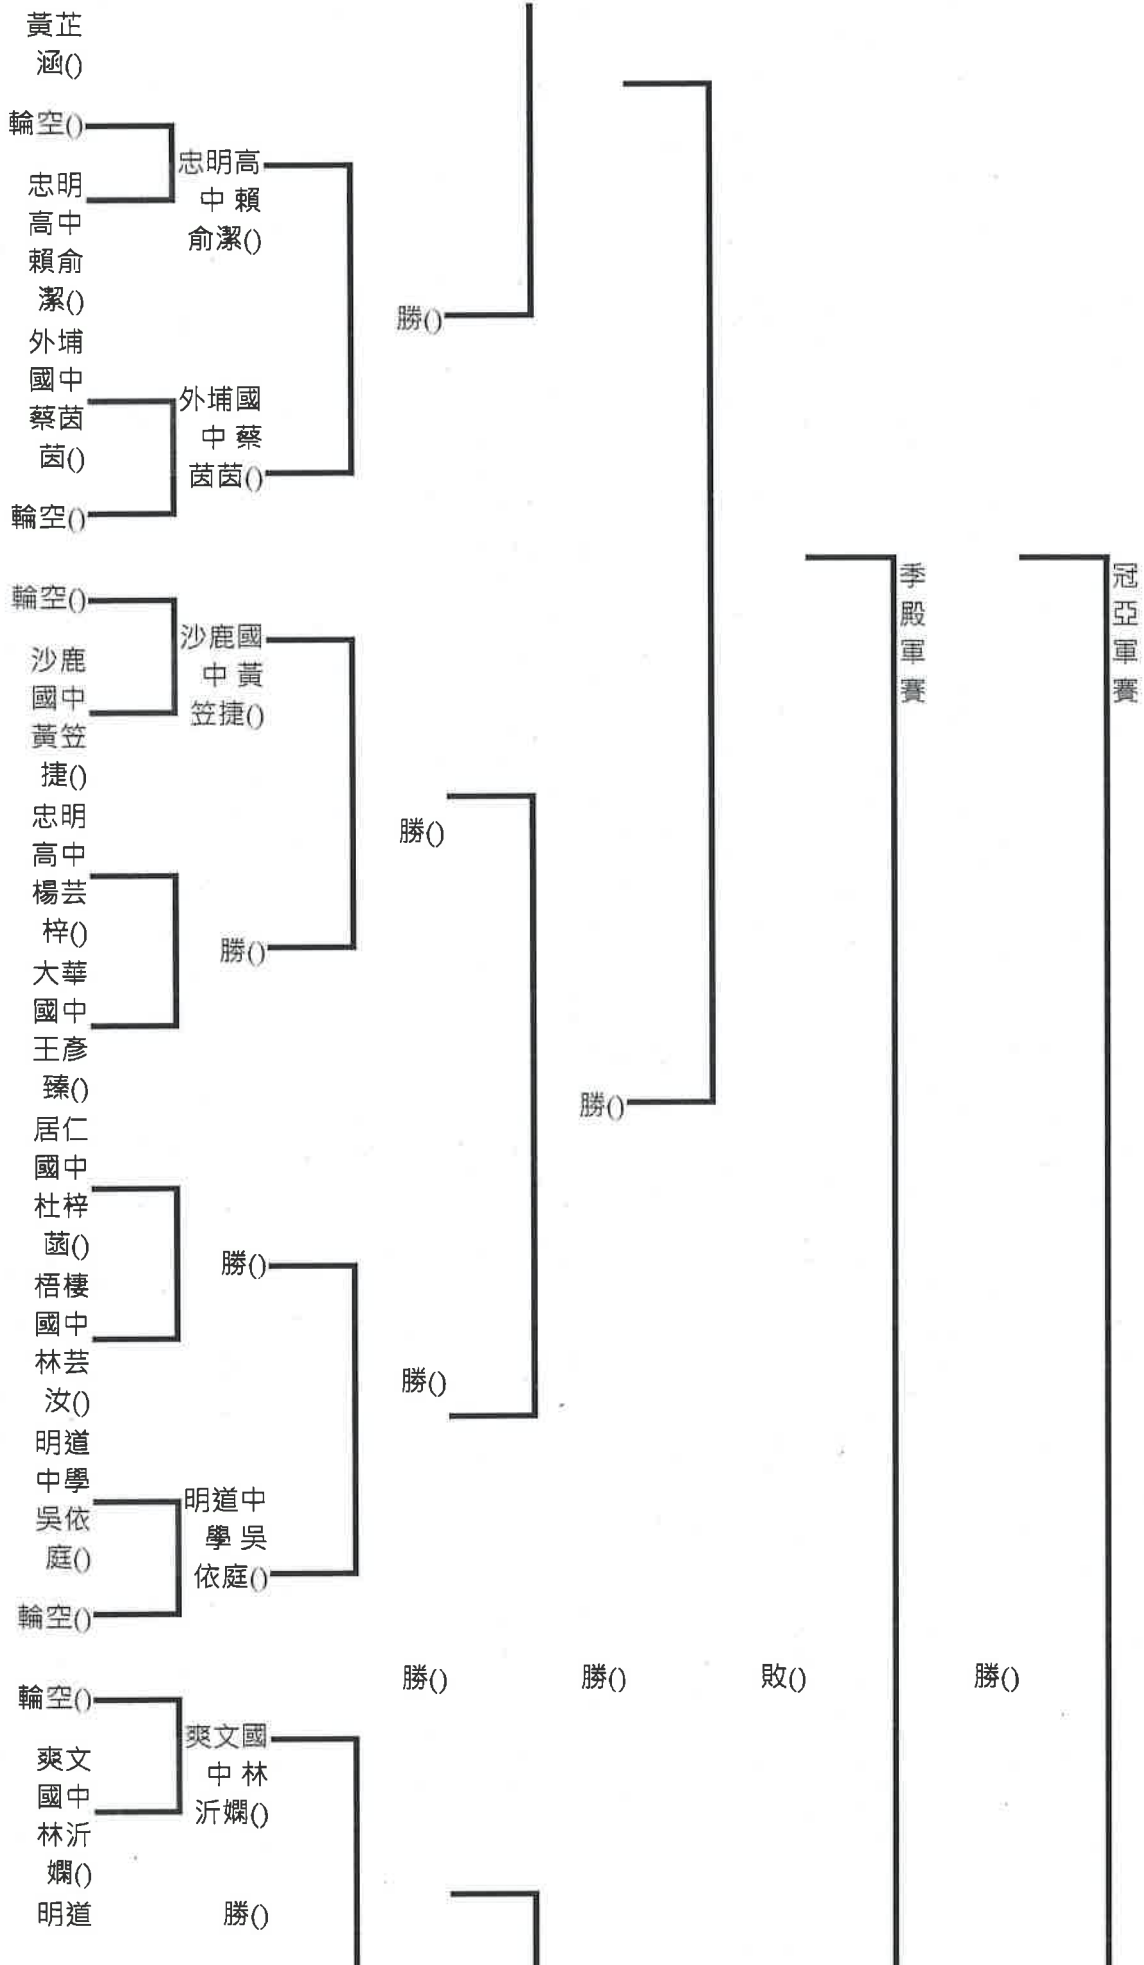 黃芷
涵()
輪空()
忠明
高中
賴俞
潔()
忠明高
中 賴
俞潔()
勝()
外埔
國中
蔡茵
茵()
外埔國
中 蔡
茵茵()
輪空()
輪空()
沙鹿
國中
黃笠
捷()
沙鹿國
中 黃
笠捷()
季殿軍賽
冠亞軍賽
忠明
高中
楊芸
梓()
勝()
勝()
大華
國中
王彥
臻()
勝()
居仁
國中
杜梓
菡()
勝()
梧棲
國中
林芸
汝()
勝()
明道
中學
吳依
庭()
明道中
學 吳
依庭()
輪空()
勝()
勝()
敗()
勝()
輪空()
爽文
國中
林沂
嫻()
爽文國
中 林
沂嫻()
明道
勝()